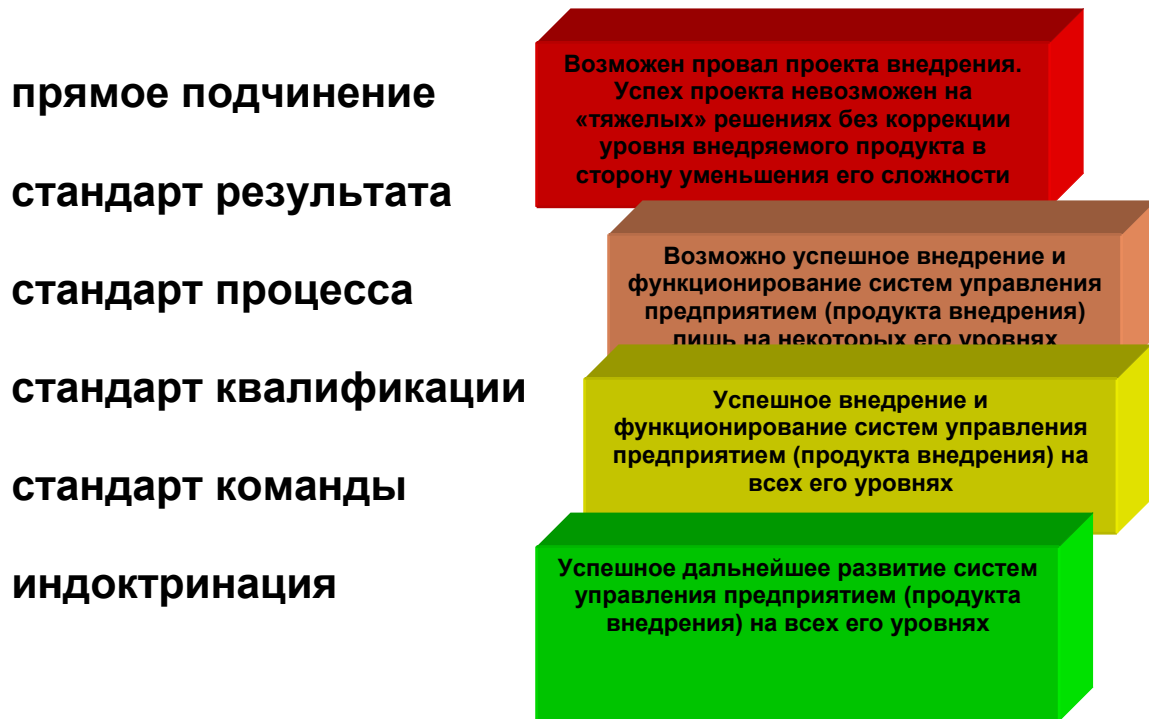 прямое подчинение
стандарт результата
стандарт процесса
стандарт квалификации
стандарт команды
индоктринация
Возможен провал проекта внедрения.
Успех проекта невозможен на
«тяжелых» решениях без коррекции
уровня внедряемого продукта в
сторону уменьшения его сложности
Возможно успешное внедрение и
функционирование систем управления
предприятием (продукта внедрения)
лишь на некоторых его уровнях
Успешное внедрение и
функционирование систем управления
предприятием (продукта внедрения) на
всех его уровнях
Успешное дальнейшее развитие систем
управления предприятием (продукта
внедрения) на всех его уровнях